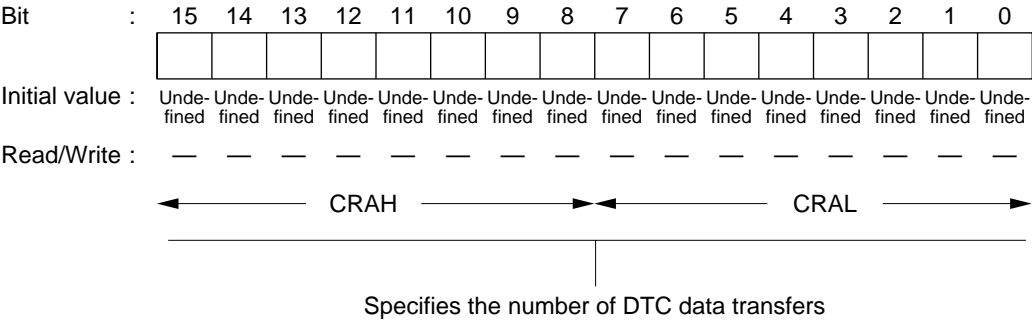 Bit : 15 14 13 12 11 10 9 8 7 6 5 4 3 2 1 0
Initial value : Unde- Unde- Unde- Unde- Unde- Unde- Unde- Unde- Unde- Unde- Unde- Unde- Unde- Unde- Unde- Unde-
fined fined fined fined fined fined fined fined fined fined fined fined fined fined fined fined
Read/Write : — — — — — — — — — — — — — — — —
CRAH CRAL
Specifies the number of DTC data transfers